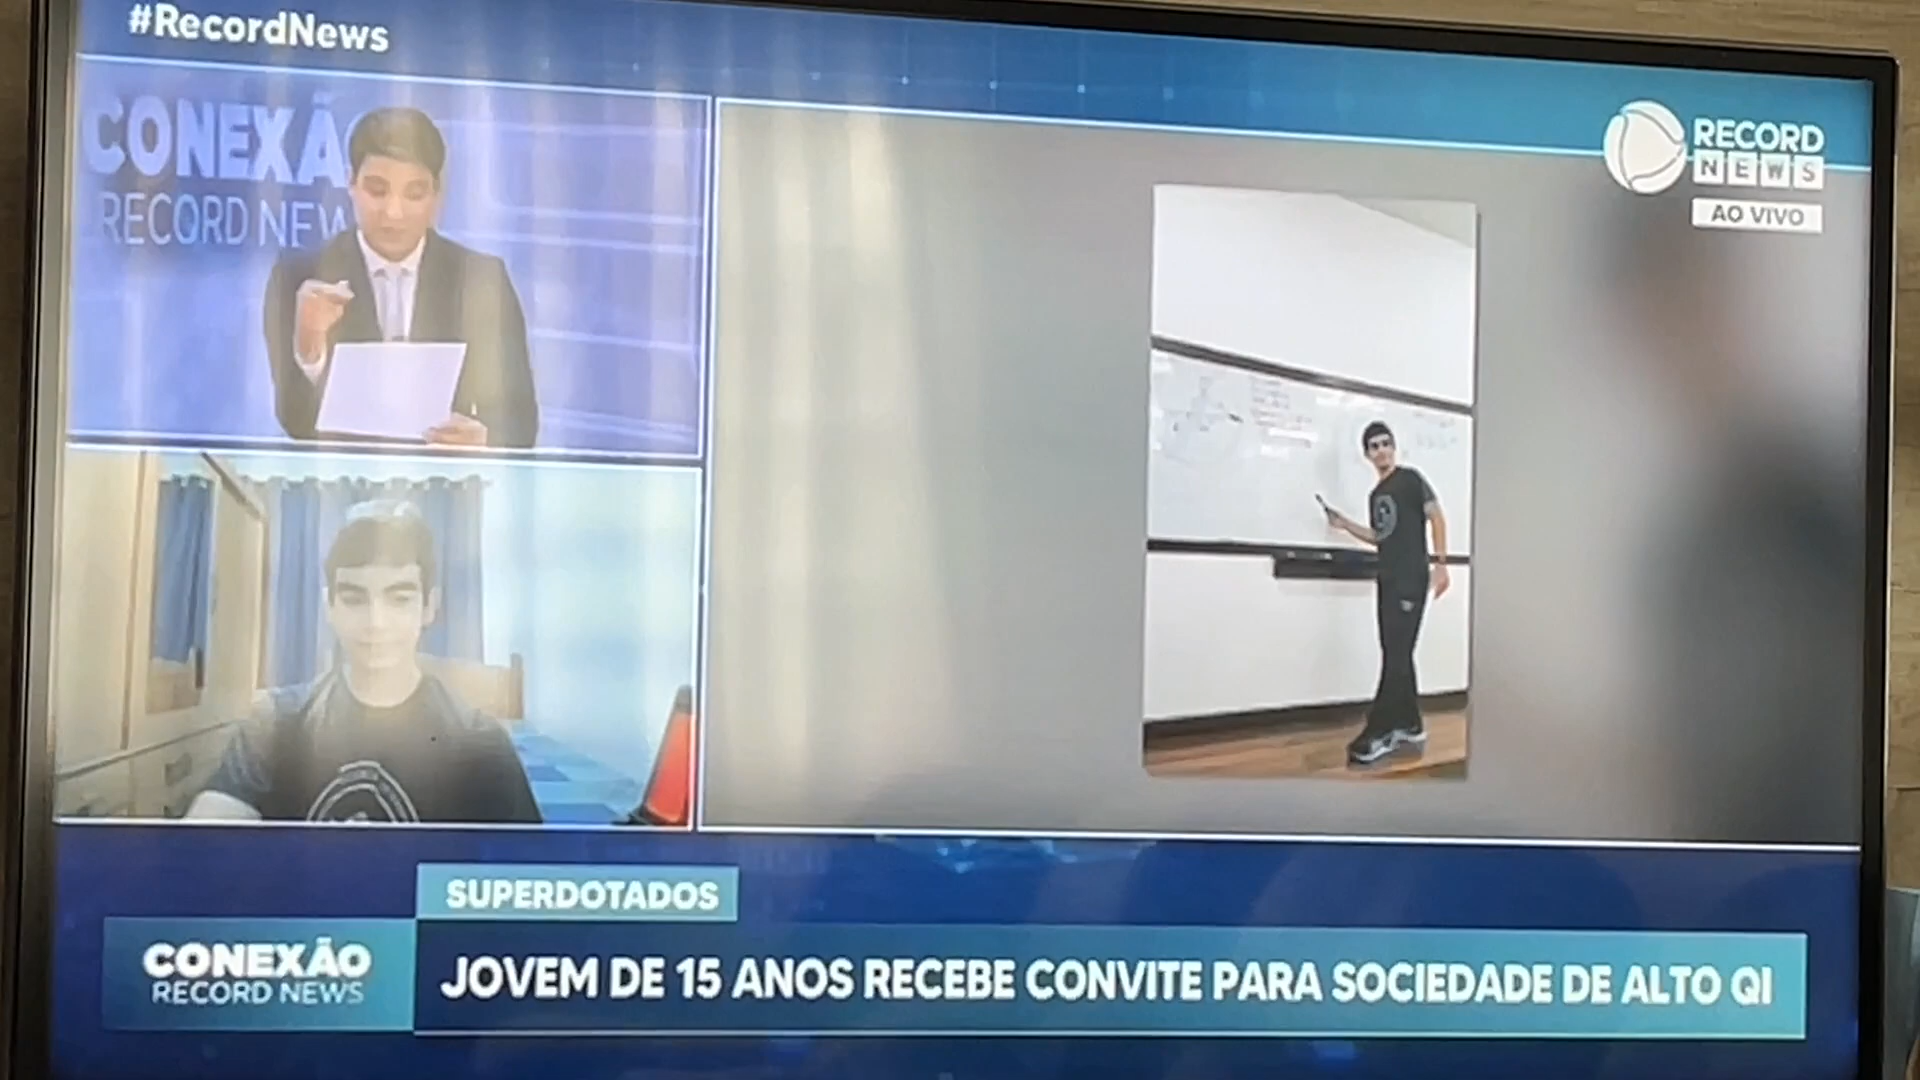 #RecordNews
CONEXÃO
RECORD NEW
RECORD
NEWS
AO VIVO
SUPERDOTADOS
CONEXÃO
RECORD NEWS
JOVEM DE 15 ANOS RECEBE CONVITE PARA SOCIEDADE DE ALTO QI